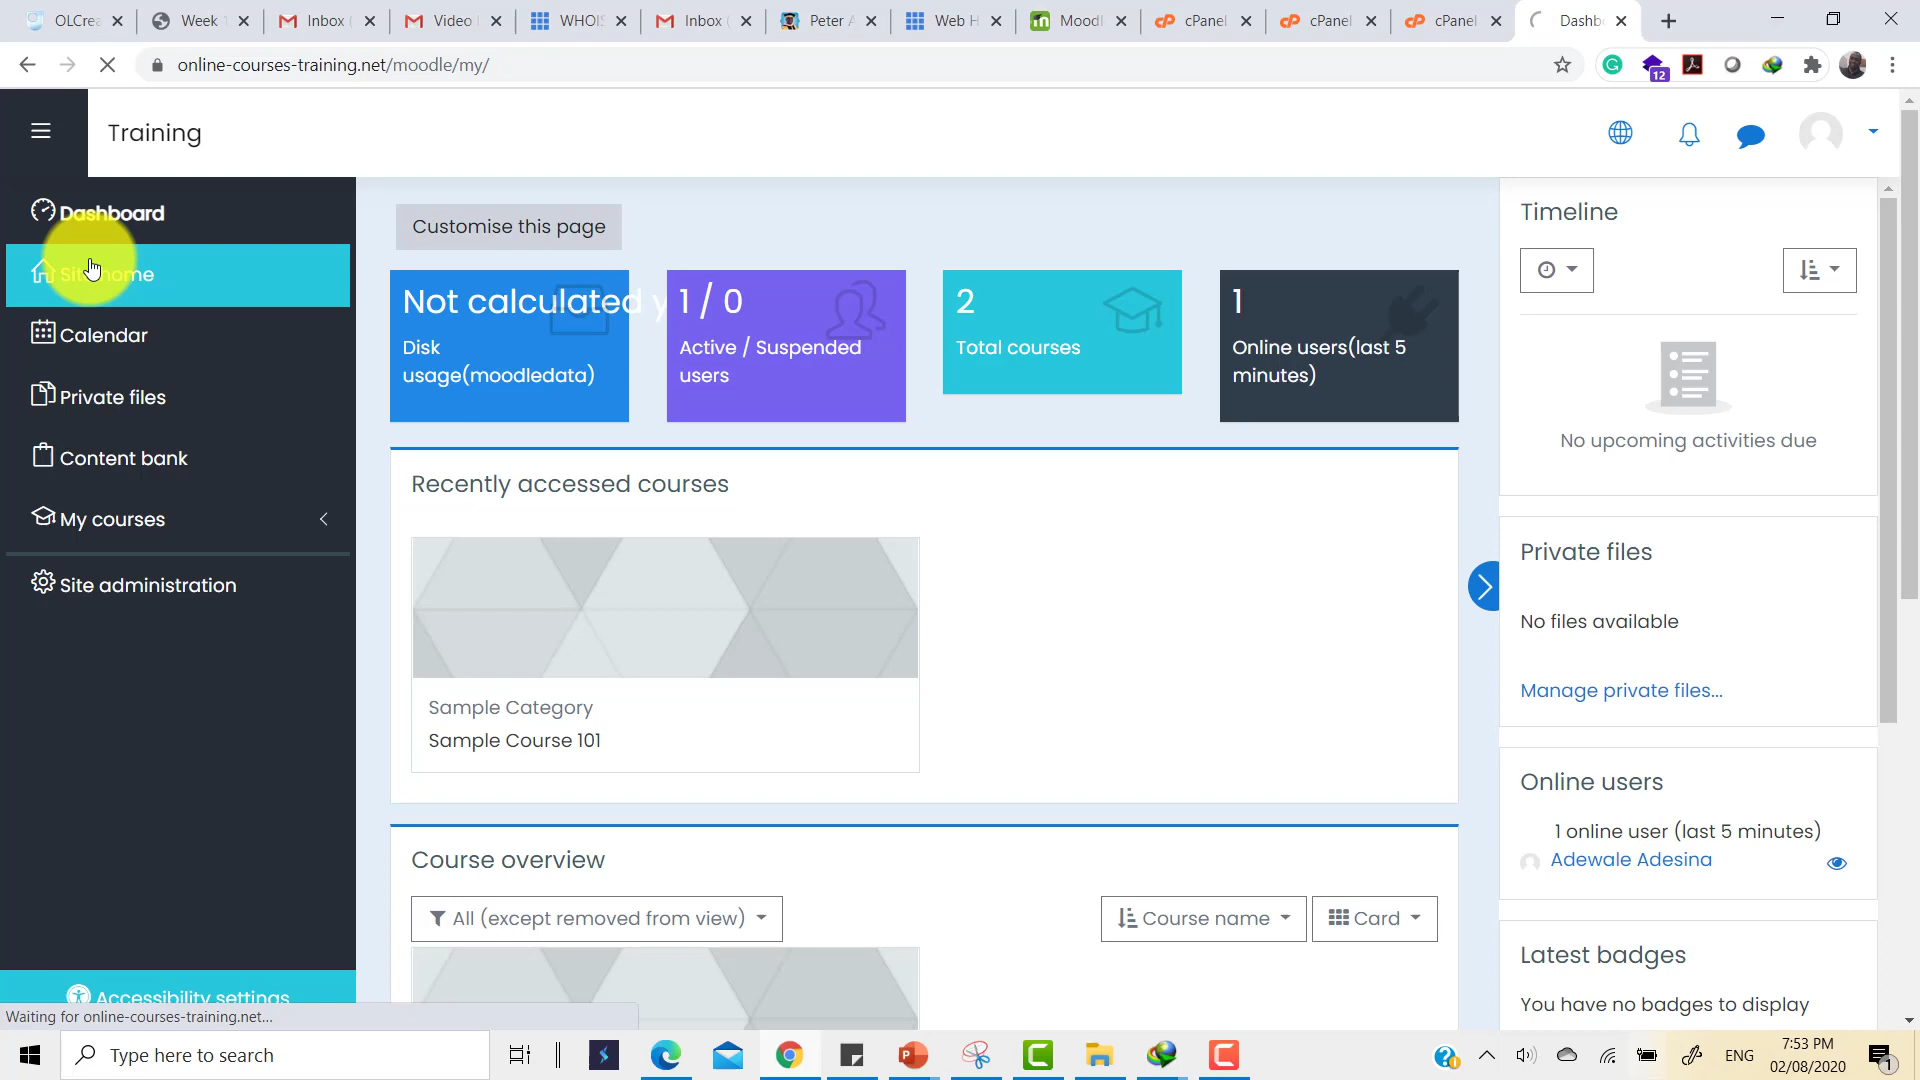 OLCrea
Week
Inbox (
Video
WHOIS
Inbox (
Peter A
Web H
Moodl
cPanel
cPanel
cPanel
Dashb
online-courses-training.net/moodle/my/
12
Training
Dashboard
Site home
Calendar
Private files
Content bank
My courses
Site administration
Accessibility settings
Waiting for online-courses-training.net...
Customise this page
Not calculated y
Disk
usage(moodledata)
1 / 0
Active / Suspended
users
2
Total courses
1
Online users(last 5
minutes)
Recently accessed courses
Sample Category
Sample Course 101
Course overview
All (except removed from view)
Course name
Card
Timeline
No upcoming activities due
Private files
No files available
Manage private files...
Online users
1 online user (last 5 minutes)
Adewale Adesina
Latest badges
You have no badges to display
Type here to search
ENG
7:53 PM
02/08/2020
1